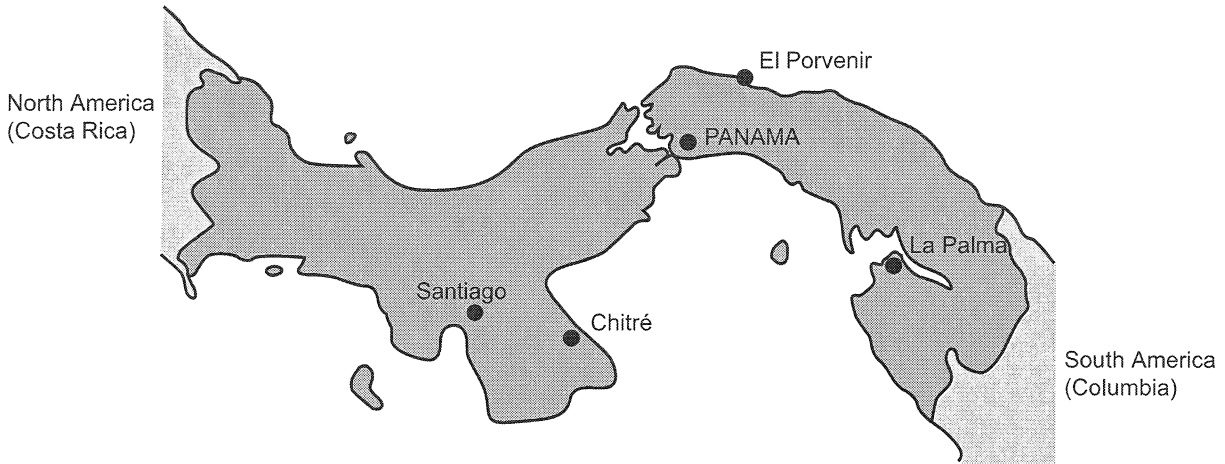 El Porvenir
North America
(Costa Rica)
PANAMA
La Palma
Santiago
Chitré
South America
(Columbia)